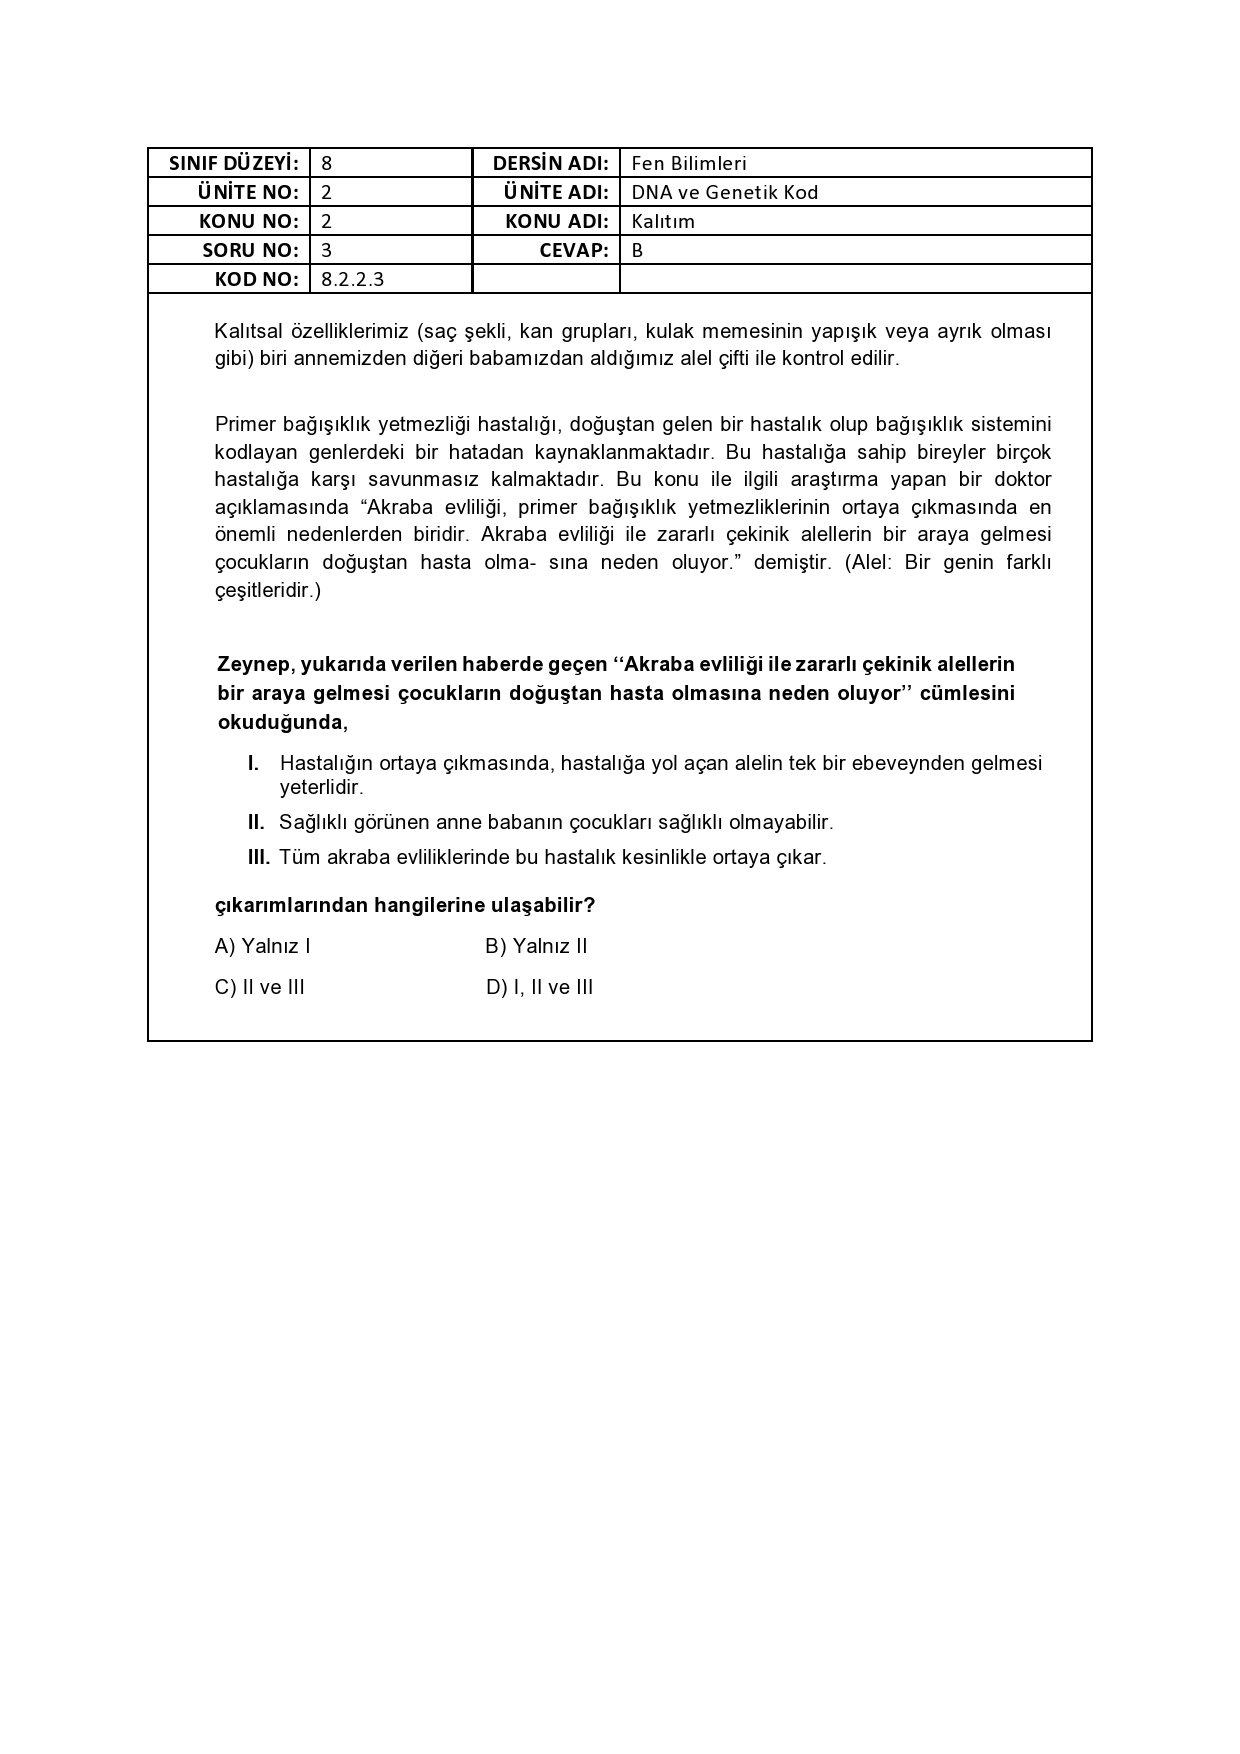 SINIF DÜZEYİ: 8 DERSİN ADI: Fen Bilimleri
ÜNİTE NO: 2 ÜNİTE ADI: DNA ve Genetik Kod
KONU NO: 2 KONU ADI: Kalıtım
SORU NO: 3 CEVAP: B
KOD NO: 8.2.2.3
Kalıtsal özelliklerimiz (saç şekli, kan grupları, kulak memesinin yapışık veya ayrık olması
gibi) biri annemizden diğeri babamızdan aldığımız alel çifti ile kontrol edilir.
Primer bağışıklık yetmezliği hastalığı, doğuştan gelen bir hastalık olup bağışıklık sistemini
kodlayan genlerdeki bir hatadan kaynaklanmaktadır. Bu hastalığa sahip bireyler birçok
hastalığa karşı savunmasız kalmaktadır. Bu konu ile ilgili araştırma yapan bir doktor
açıklamasında “Akraba evliliği, primer bağışıklık yetmezliklerinin ortaya çıkmasında en
önemli nedenlerden biridir. Akraba evliliği ile zararlı çekinik alellerin bir araya gelmesi
çocukların doğuştan hasta olma- sına neden oluyor.” demiştir. (Alel: Bir genin farklı
çeşitleridir.)
Zeynep, yukarıda verilen haberde geçen ‘‘Akraba evliliği ile zararlı çekinik alellerin
bir araya gelmesi çocukların doğuştan hasta olmasına neden oluyor’’ cümlesini
okuduğunda,
I. Hastalığın ortaya çıkmasında, hastalığa yol açan alelin tek bir ebeveynden gelmesi
yeterlidir.
II. Sağlıklı görünen anne babanın çocukları sağlıklı olmayabilir.
III. Tüm akraba evliliklerinde bu hastalık kesinlikle ortaya çıkar.
çıkarımlarından hangilerine ulaşabilir?
A) Yalnız I B) Yalnız II
C) II ve III D) I, II ve III